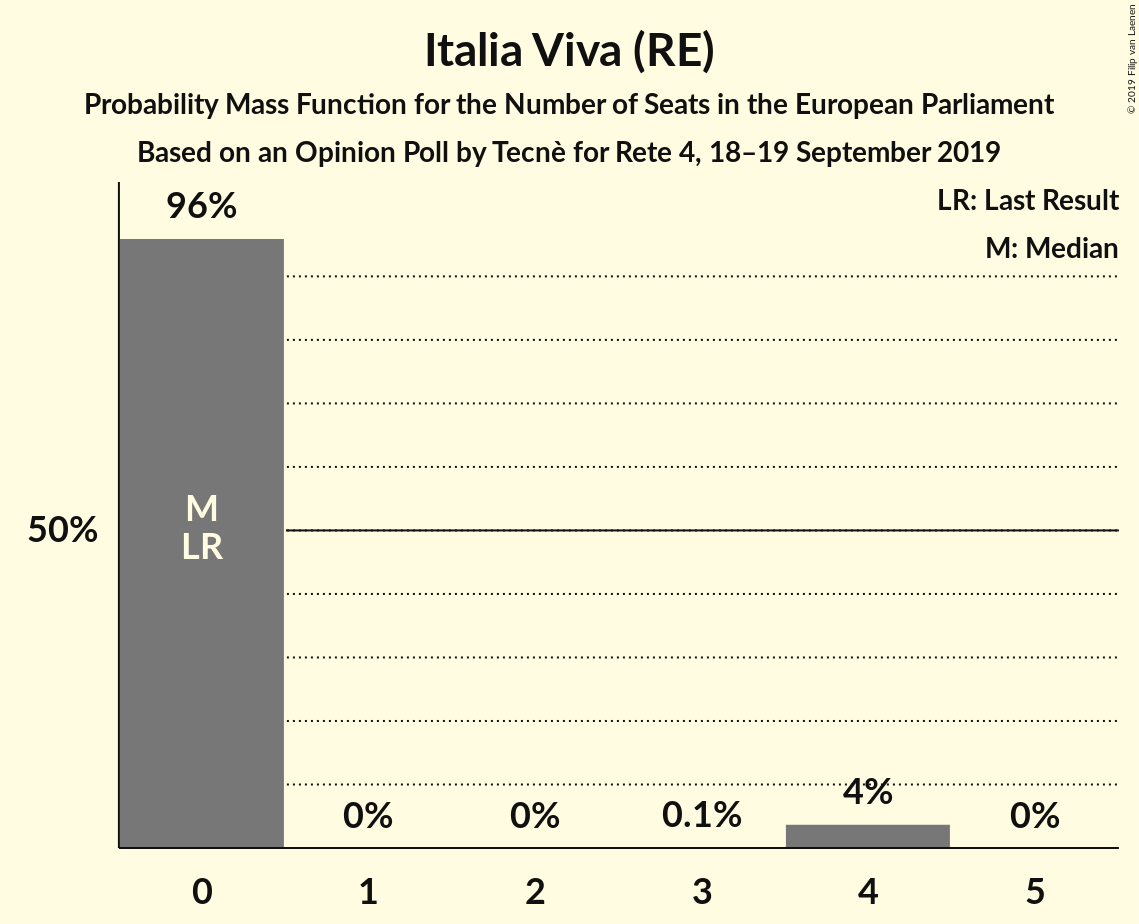 Italia Viva (RE)
Probability Mass Function for the Number of Seats in the European Parliament
Based on an Opinion Poll by Tecnè for Rete 4, 18–19 September 2019
© 2019 Filip van Laenen
LR: Last Result
M: Median
96%
M
LR
50%
0%
0%
0.1%
4%
0%
0
1
2
3
4
5